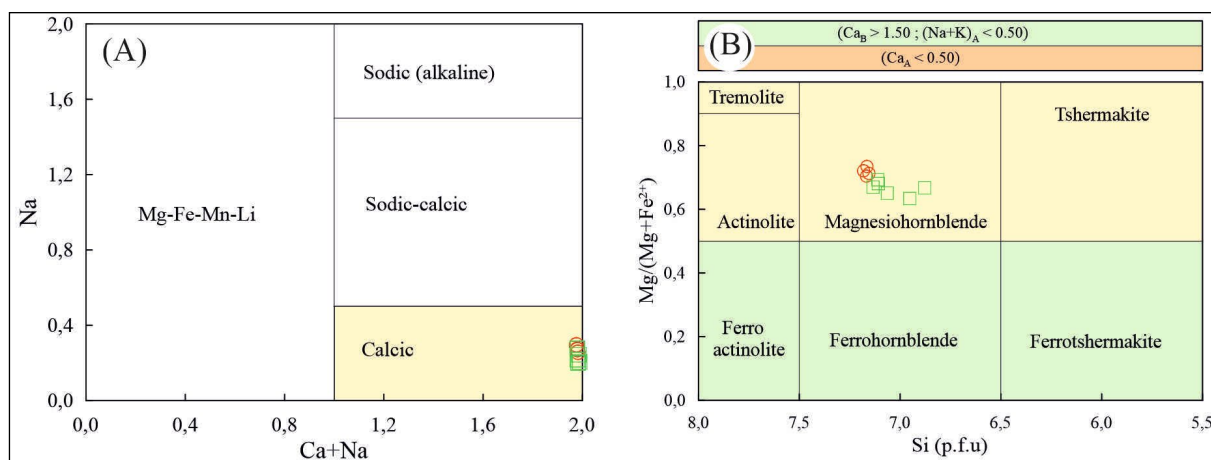 (A)
2,0
1,6
1,2
0,8
0,4
0,0
Na
Sodic (alkaline)
Sodic-calcic
Mg-Fe-Mn-Li
Calcic
0,0 0,4 0,8 1,2 1,6 2,0
Ca+Na
(B)
(Ca_B > 1.50 ; (Na+K)_A < 0.50)
(Ca_A < 0.50)
1,0
0,8
0,6
0,4
0,2
0,0
Mg/(Mg+Fe²⁺)
Tremolite
Tshermakite
Actinolite
Magnesiohornblende
Ferro
actinolite
Ferrohornblende
Ferrotshermakite
8,0 7,5 7,0 6,5 6,0 5,5
Si (p.f.u)